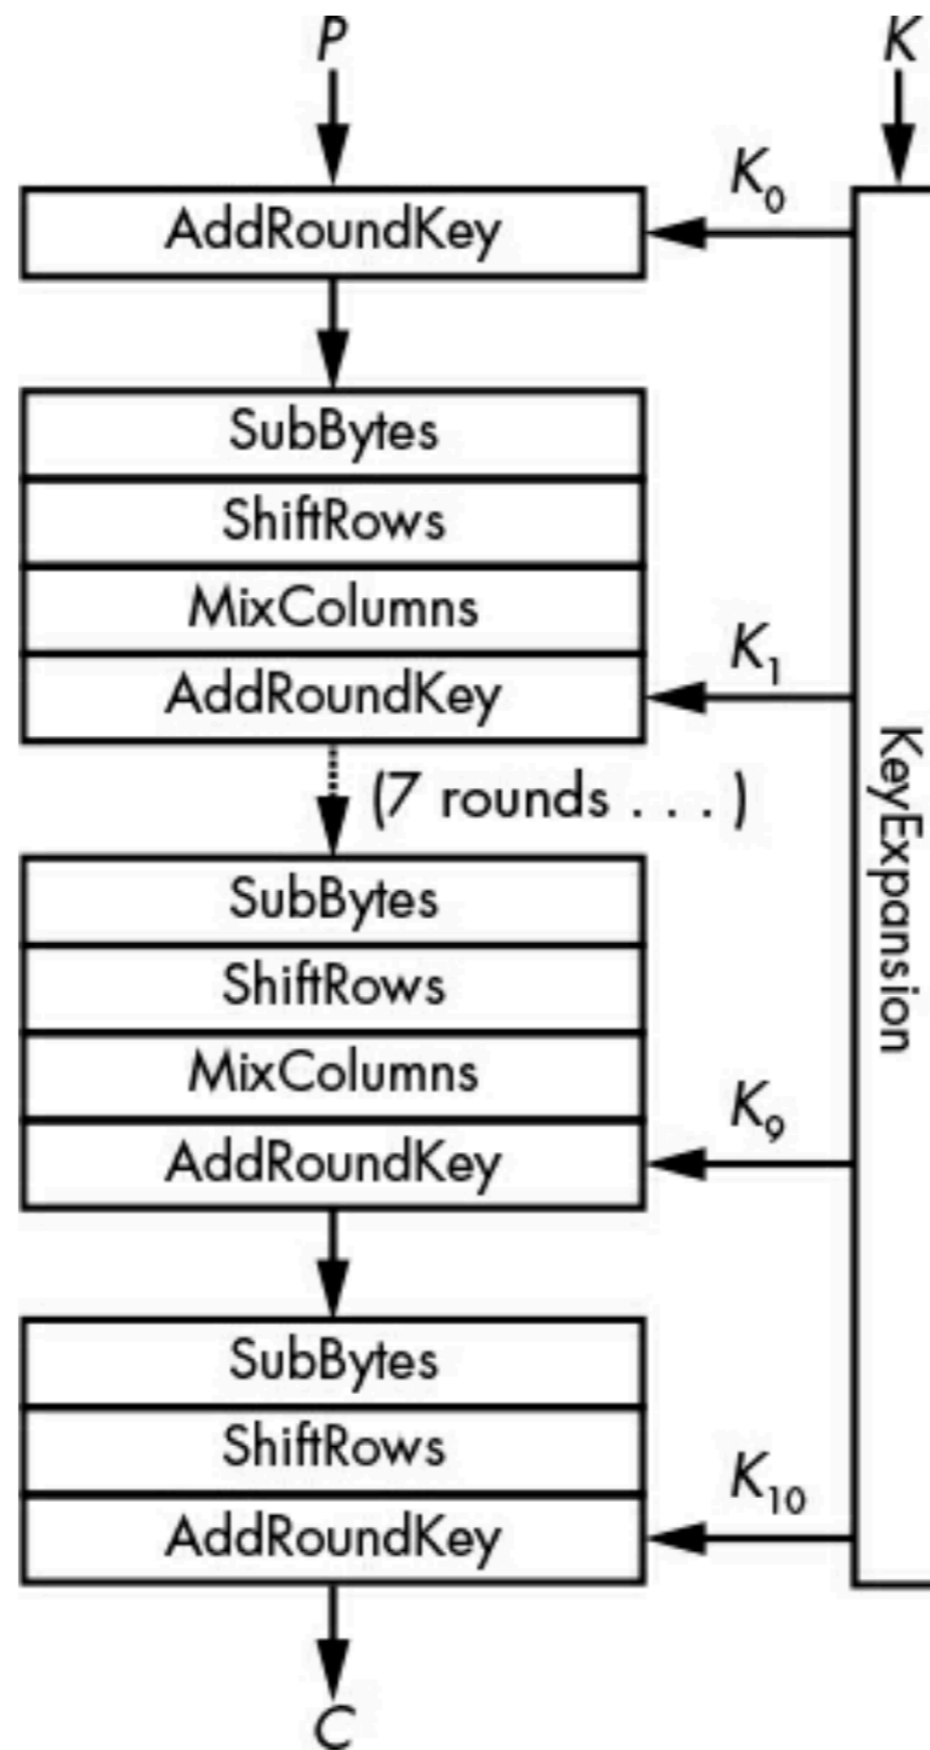 P
K
K₀
AddRoundKey
SubBytes
ShiftRows
MixColumns
K₁
AddRoundKey
(7 rounds . . . )
KeyExpansion
SubBytes
ShiftRows
MixColumns
K₉
AddRoundKey
SubBytes
ShiftRows
K₁₀
AddRoundKey
C